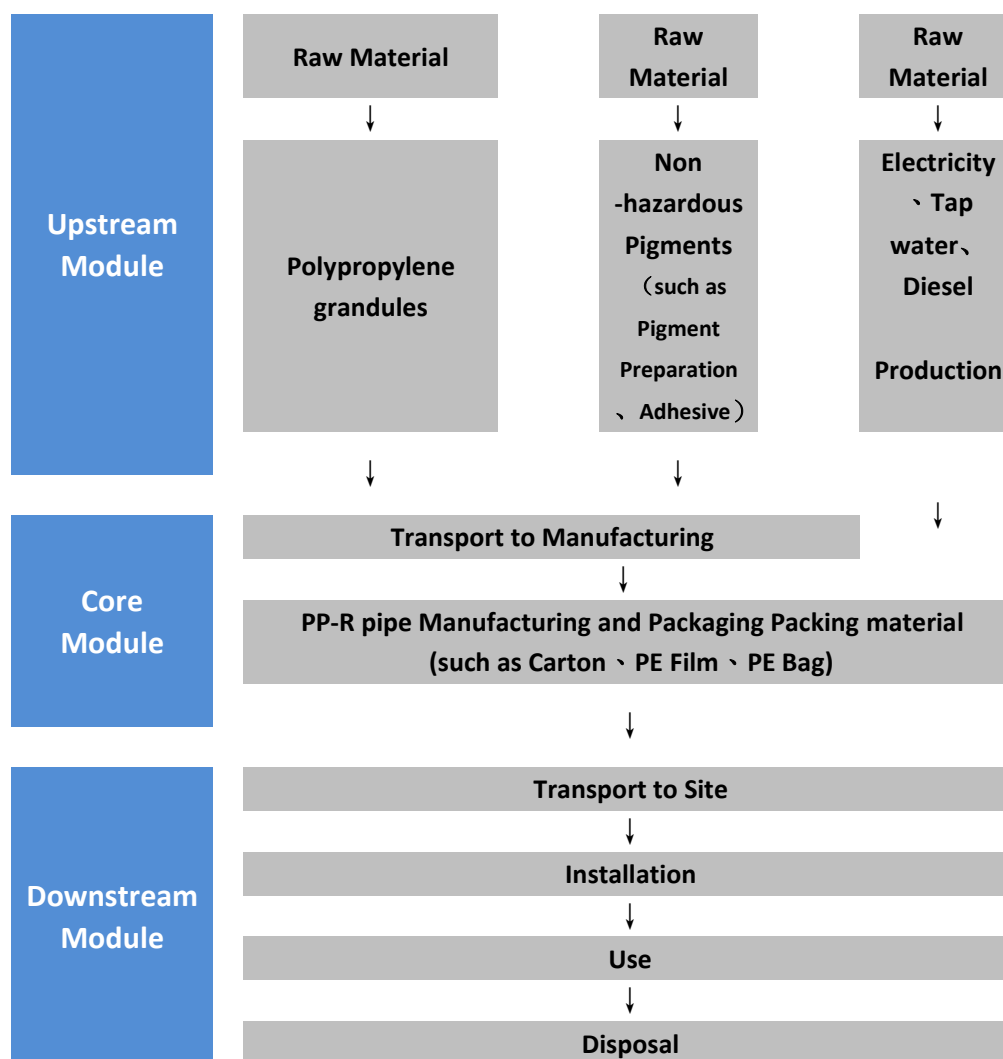 Upstream
Module
Raw Material
Raw
Material
Raw
Material
Polypropylene
grandules
Non
-hazardous
Pigments
（such as
Pigment
Preparation
、Adhesive）
Electricity
、Tap
water、
Diesel
Production
Core
Module
Transport to Manufacturing
PP-R pipe Manufacturing and Packaging Packing material
(such as Carton、PE Film、PE Bag)
Downstream
Module
Transport to Site
Installation
Use
Disposal